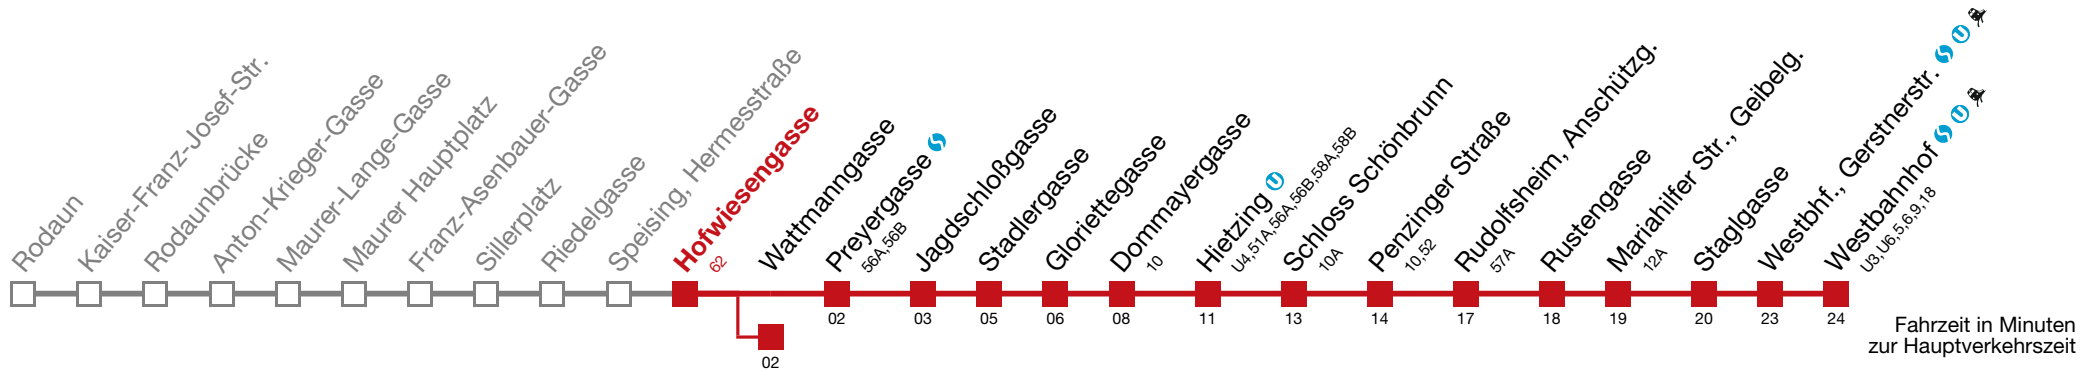 Rodaun
Kaiser-Franz-Josef-Str.
Rodaunbrücke
Anton-Krieger-Gasse
Maurer-Lange-Gasse
Maurer Hauptplatz
Franz-Asenbauer-Gasse
Sillerplatz
Riedelgasse
Speising, Hermesstraße
Hofwiesengasse
62
Wattmanngasse
02
Preyergasse
56A,56B
02
Jagdschloßgasse
03
Stadlergasse
05
Gloriettegasse
06
Dommayergasse
10
08
Hietzing U
U4,51A,56A,56B,58A,58B
11
Schloss Schönbrunn
10A
13
Penzinger Straße
10,52
14
Rudolfsheim, Anschützg.
57A
17
Rustengasse
18
Mariahilfer Str., Geibelg.
12A
19
Staglgasse
20
Westbhf., Gerstnerstr. U
23
Westbahnhof U
U3,U6,5,6,9,18
24
Fahrzeit in Minuten
zur Hauptverkehrszeit